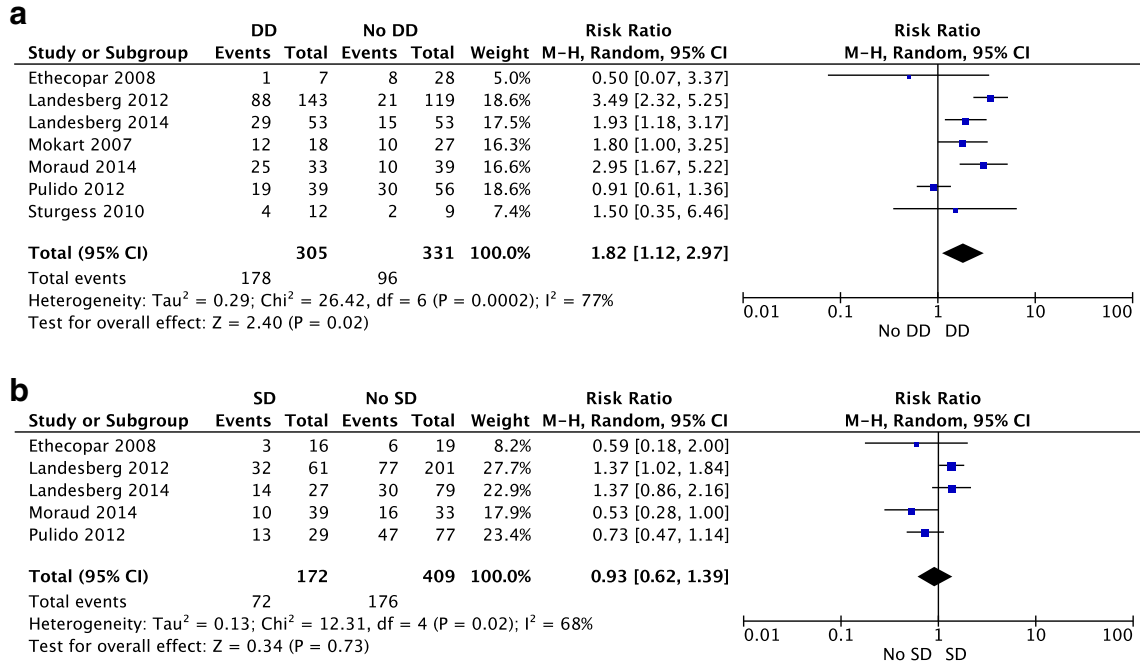 a
DD No DD Risk Ratio Risk Ratio
Study or Subgroup Events Total Events Total Weight M-H, Random, 95% CI M-H, Random, 95% CI
Ethecopar 2008 1 7 8 28 5.0% 0.50 [0.07, 3.37]
Landesberg 2012 88 143 21 119 18.6% 3.49 [2.32, 5.25]
Landesberg 2014 29 53 15 53 17.5% 1.93 [1.18, 3.17]
Mokart 2007 12 18 10 27 16.3% 1.80 [1.00, 3.25]
Moraud 2014 25 33 10 39 16.6% 2.95 [1.67, 5.22]
Pulido 2012 19 39 30 56 18.6% 0.91 [0.61, 1.36]
Sturgess 2010 4 12 2 9 7.4% 1.50 [0.35, 6.46]
Total (95% CI) 305 331 100.0% 1.82 [1.12, 2.97]
Total events 178 96
Heterogeneity: Tau² = 0.29; Chi² = 26.42, df = 6 (P = 0.0002); I² = 77%
Test for overall effect: Z = 2.40 (P = 0.02)
0.01 0.1 1 10 100
No DD DD
b
SD No SD Risk Ratio Risk Ratio
Study or Subgroup Events Total Events Total Weight M-H, Random, 95% CI M-H, Random, 95% CI
Ethecopar 2008 3 16 6 19 8.2% 0.59 [0.18, 2.00]
Landesberg 2012 32 61 77 201 27.7% 1.37 [1.02, 1.84]
Landesberg 2014 14 27 30 79 22.9% 1.37 [0.86, 2.16]
Moraud 2014 10 39 16 33 17.9% 0.53 [0.28, 1.00]
Pulido 2012 13 29 47 77 23.4% 0.73 [0.47, 1.14]
Total (95% CI) 172 409 100.0% 0.93 [0.62, 1.39]
Total events 72 176
Heterogeneity: Tau² = 0.13; Chi² = 12.31, df = 4 (P = 0.02); I² = 68%
Test for overall effect: Z = 0.34 (P = 0.73)
0.01 0.1 1 10 100
No SD SD